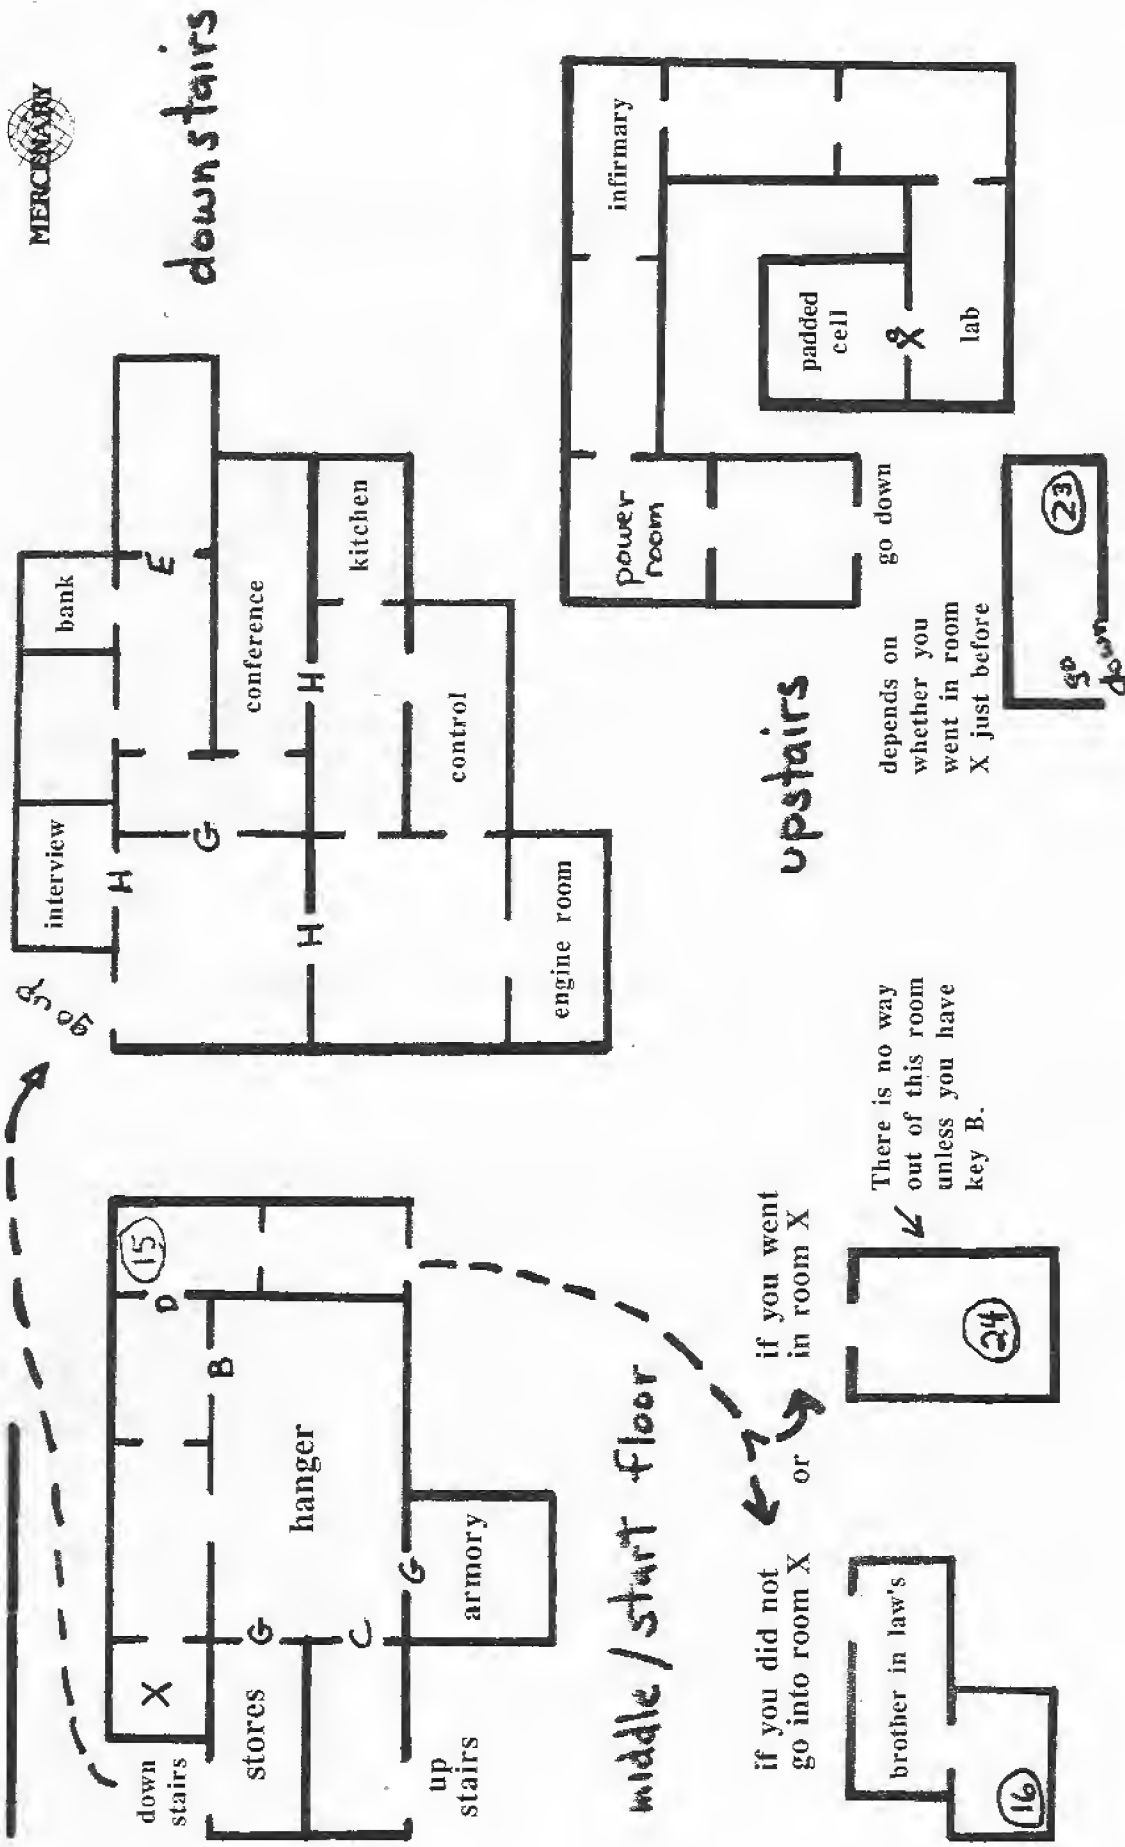 MERCENARY
downstairs
interview
bank
H
G
E
conference
H
H
kitchen
control
engine room
go
G
down
stairs
X
D
15
B
stores
G
C
hanger
up
stairs
G
armory
middle / start floor
upstairs
infirmary
power
room
padded
cell
X
lab
go down
depends on
whether you
went in room
X just before
23
go
down
if you did not
go into room X
or
if you went
in room X
brother in law's
16
24
There is no way
out of this room
unless you have
key B.